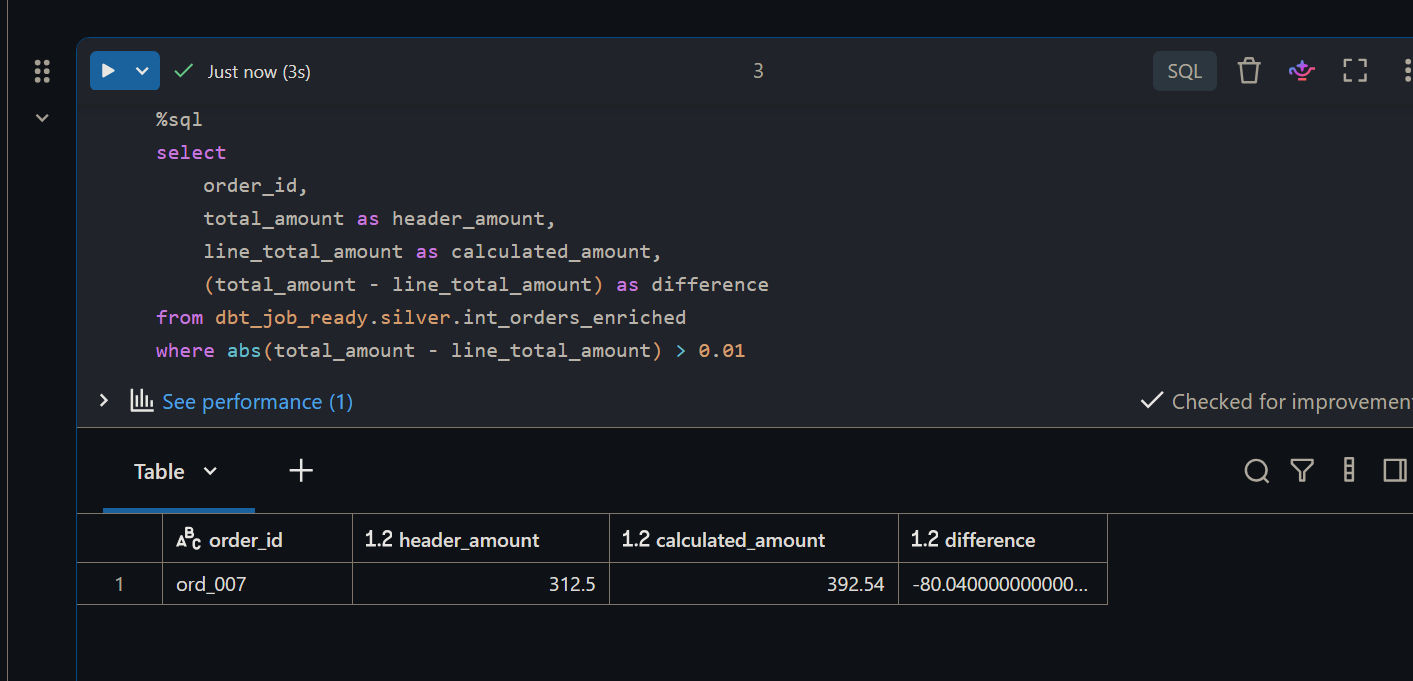 Just now (3s)
3
SQL
%sql
select
order_id,
total_amount as header_amount,
line_total_amount as calculated_amount,
(total_amount - line_total_amount) as difference
from dbt_job_ready.silver.int_orders_enriched
where abs(total_amount - line_total_amount) > 0.01
See performance (1)
Checked for improvement
Table
ABC order_id 1.2 header_amount 1.2 calculated_amount 1.2 difference
1 ord_007 312.5 392.54 -80.040000000000...